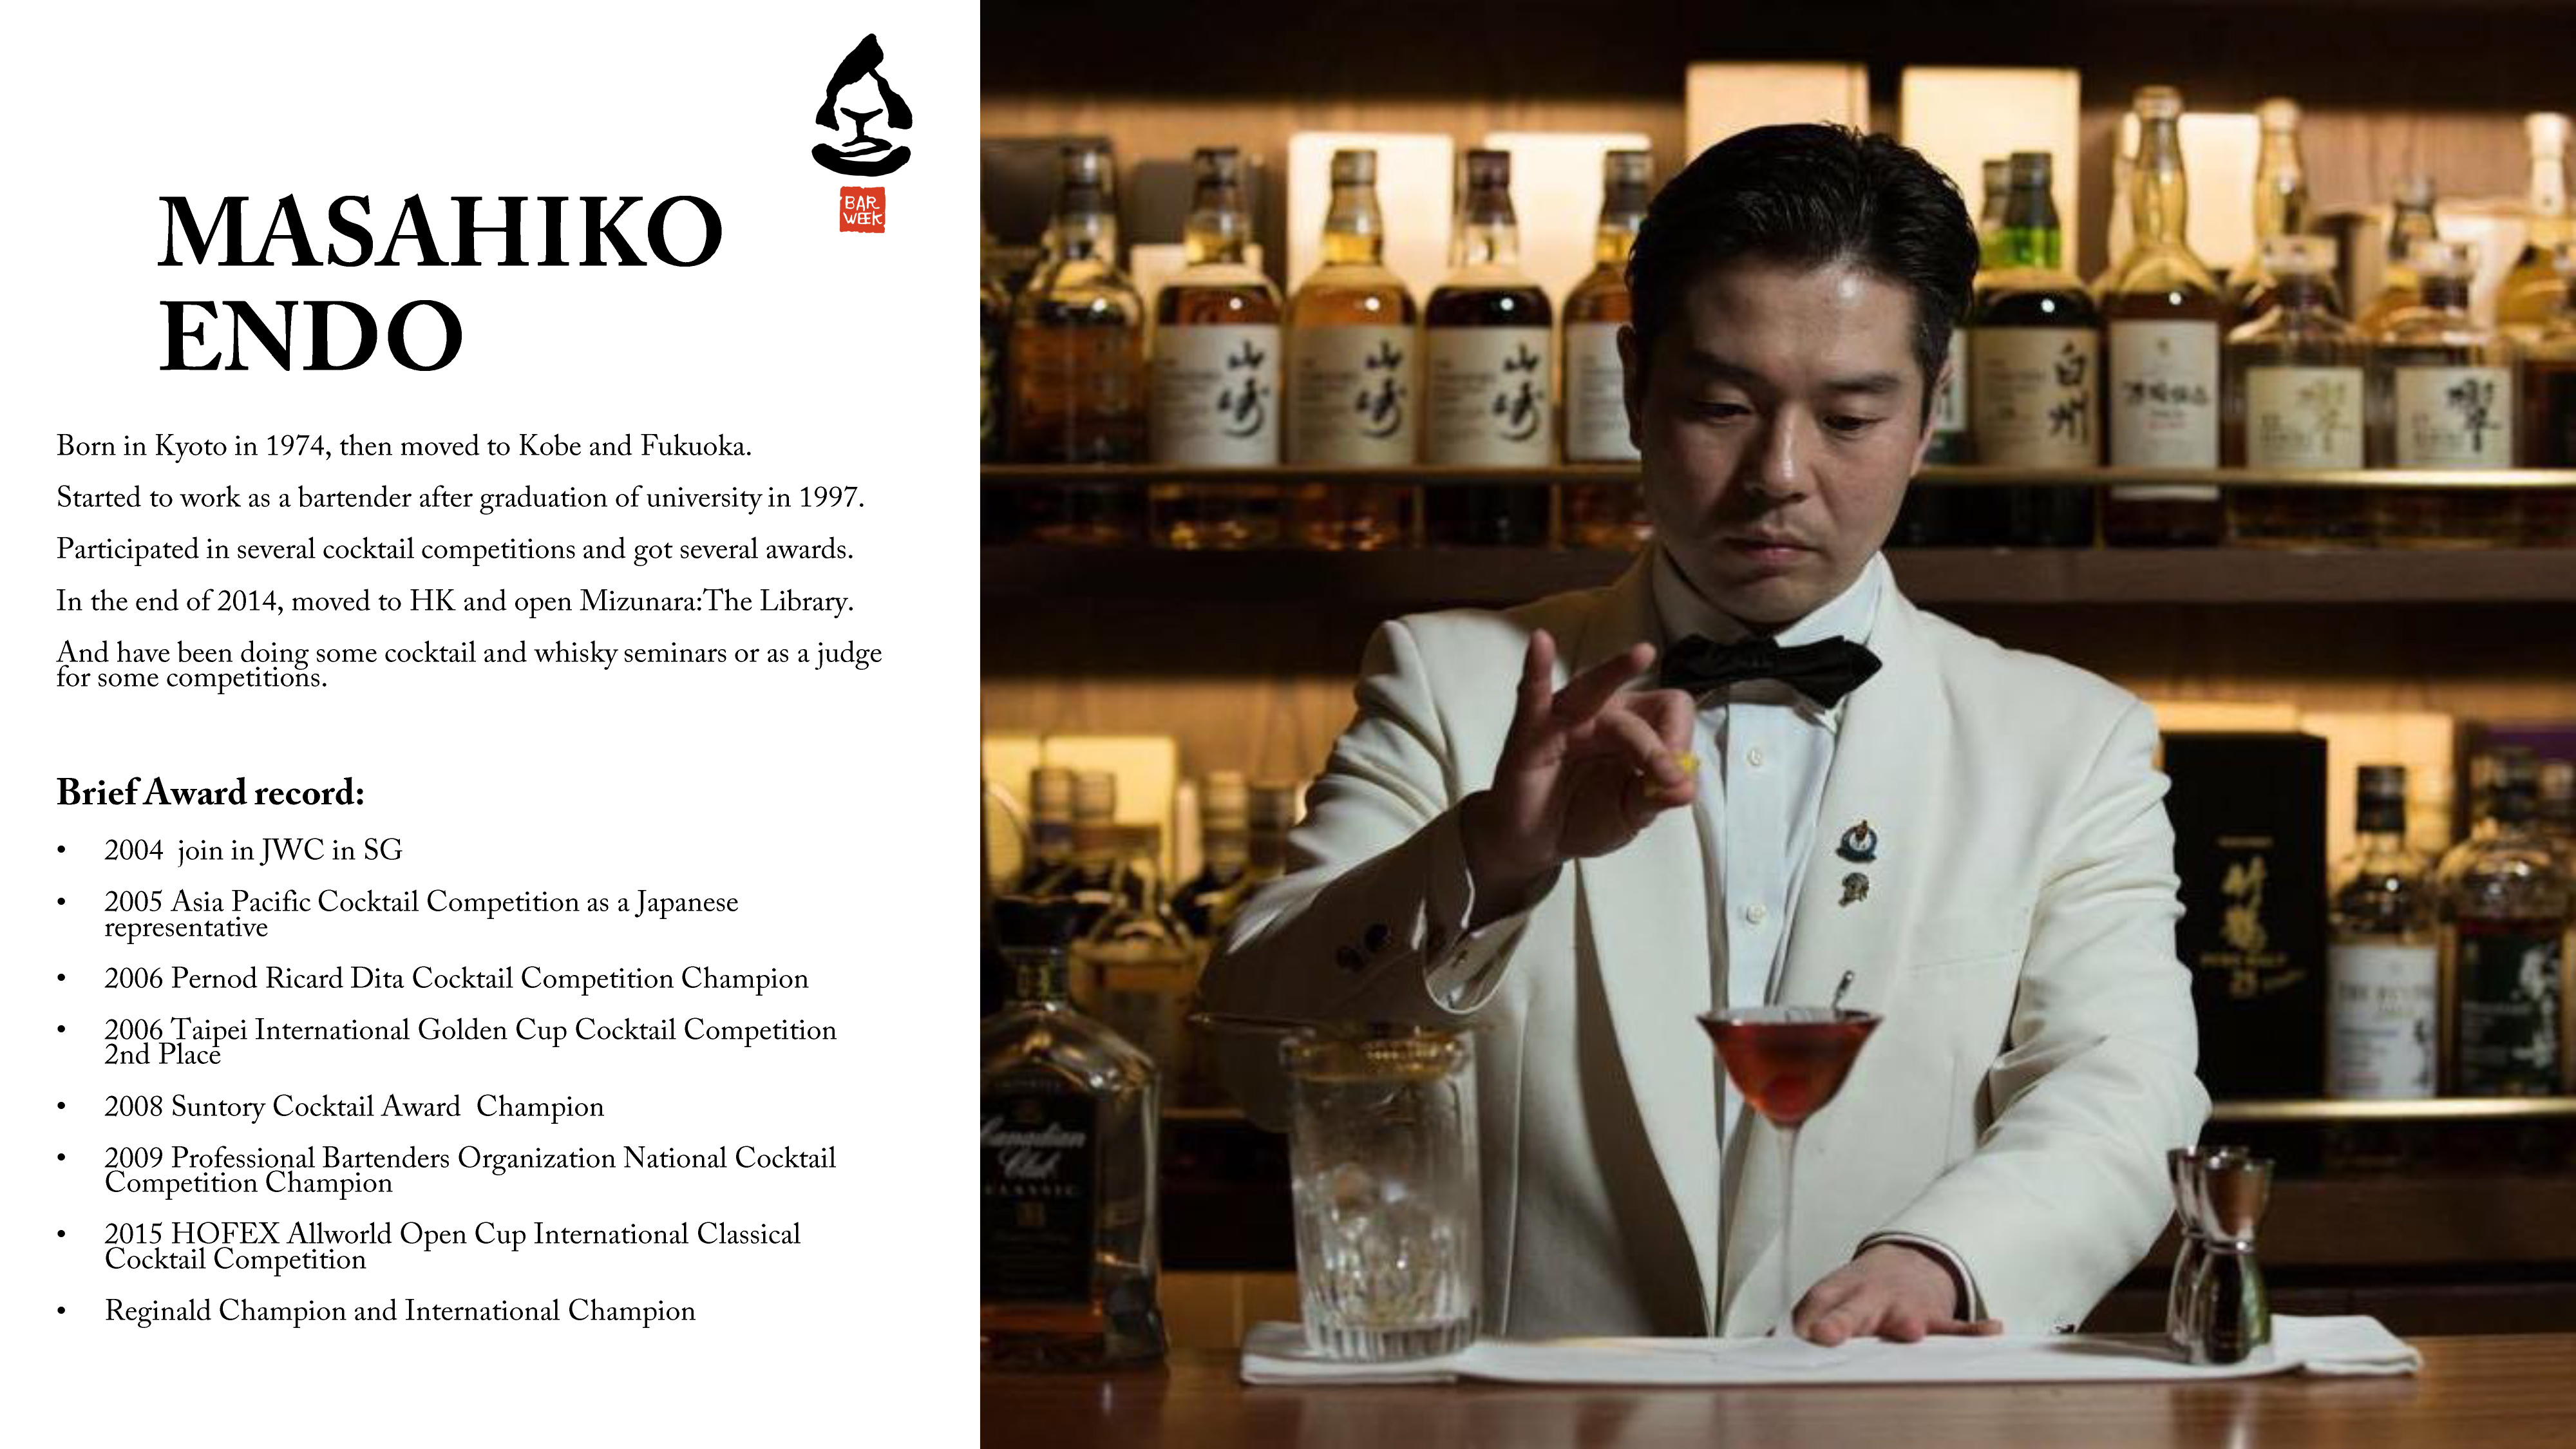 BAR
WEEK
MASAHIKO
ENDO
Born in Kyoto in 1974, then moved to Kobe and Fukuoka.
Started to work as a bartender after graduation of university in 1997.
Participated in several cocktail competitions and got several awards.
In the end of 2014, moved to HK and open Mizunara:The Library.
And have been doing some cocktail and whisky seminars or as a judge
for some competitions.
Brief Award record:
• 2004  join in JWC in SG
• 2005 Asia Pacific Cocktail Competition as a Japanese
representative
• 2006 Pernod Ricard Dita Cocktail Competition Champion
• 2006 Taipei International Golden Cup Cocktail Competition
2nd Place
• 2008 Suntory Cocktail Award  Champion
• 2009 Professional Bartenders Organization National Cocktail
Competition Champion
• 2015 HOFEX Allworld Open Cup International Classical
Cocktail Competition
• Reginald Champion and International Champion
山崎
山崎
山崎
白州
響
響
竹鶴
Canadian
Club
CLASSIC